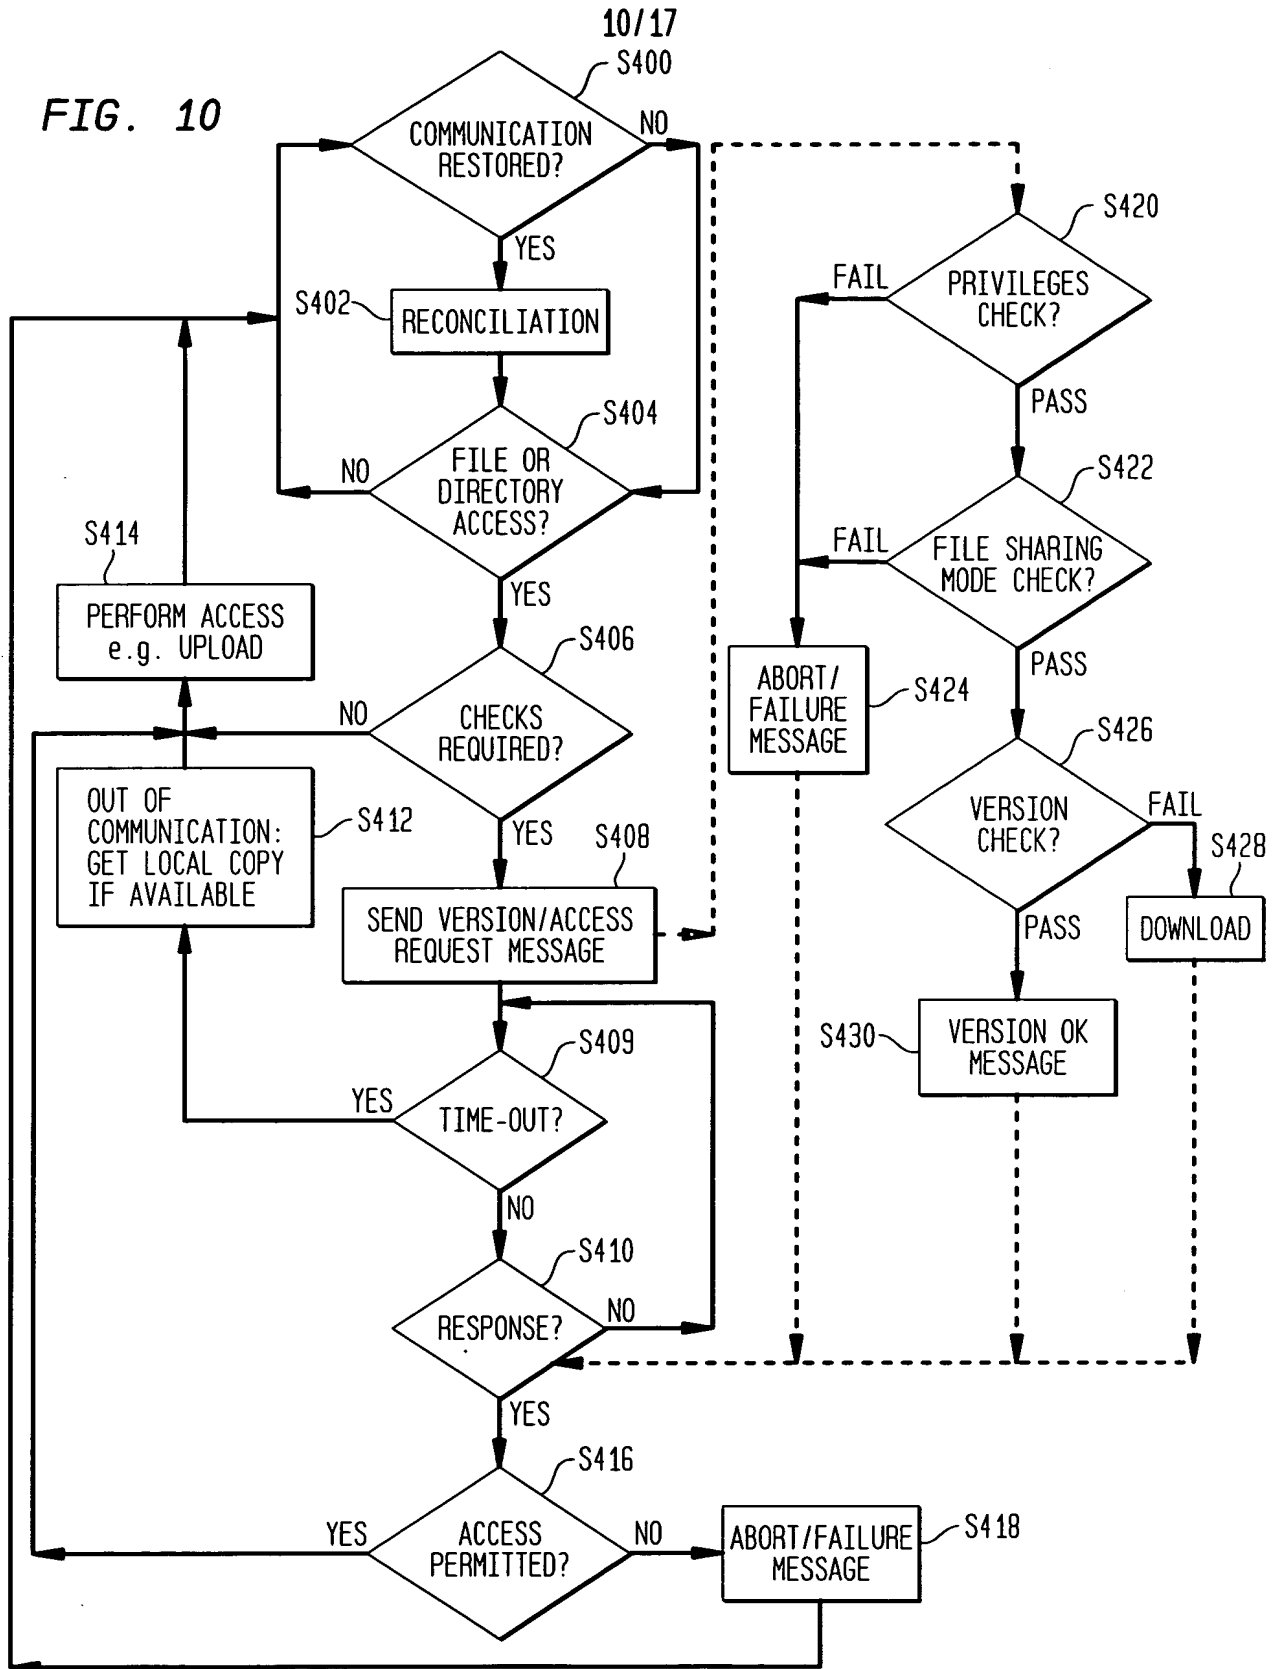 10/17
FIG. 10
S400
COMMUNICATION
RESTORED?
NO
YES
S402
RECONCILIATION
S404
FILE OR
DIRECTORY
ACCESS?
NO
YES
S406
CHECKS
REQUIRED?
NO
YES
S408
SEND VERSION/ACCESS
REQUEST MESSAGE
S409
TIME-OUT?
YES
NO
S410
RESPONSE?
NO
YES
S416
ACCESS
PERMITTED?
YES
NO
S418
ABORT/FAILURE
MESSAGE
S414
PERFORM ACCESS
e.g. UPLOAD
S412
OUT OF
COMMUNICATION:
GET LOCAL COPY
IF AVAILABLE
S420
PRIVILEGES
CHECK?
FAIL
PASS
S422
FILE SHARING
MODE CHECK?
FAIL
PASS
S424
ABORT/
FAILURE
MESSAGE
S426
VERSION
CHECK?
FAIL
PASS
S428
DOWNLOAD
S430
VERSION OK
MESSAGE